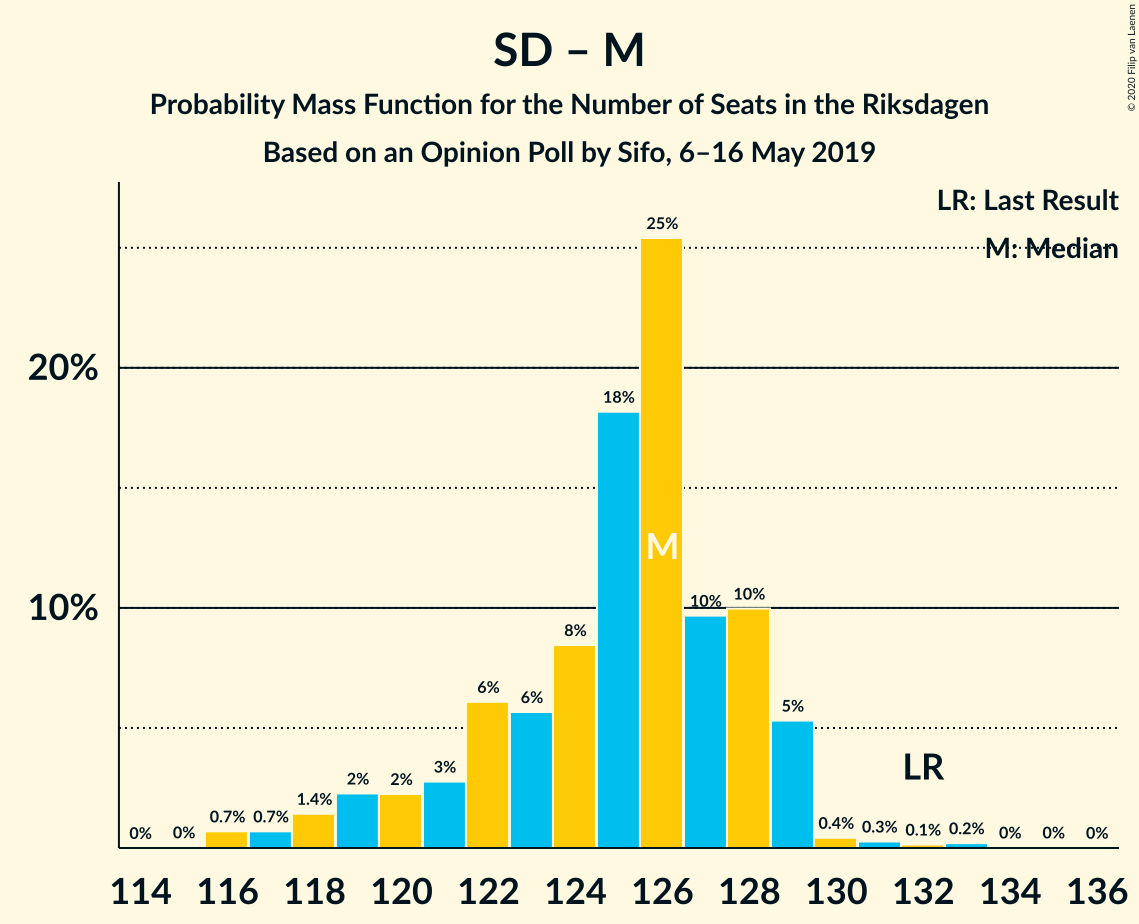 SD – M
Probability Mass Function for the Number of Seats in the Riksdagen
Based on an Opinion Poll by Sifo, 6–16 May 2019
© 2020 Filip van Laenen
LR: Last Result
M: Median
20%
10%
0%
0%
0.7%
0.7%
1.4%
2%
2%
3%
6%
6%
8%
18%
25%
10%
10%
5%
0.4%
0.3%
0.1%
0.2%
0%
0%
0%
M
LR
114 116 118 120 122 124 126 128 130 132 134 136